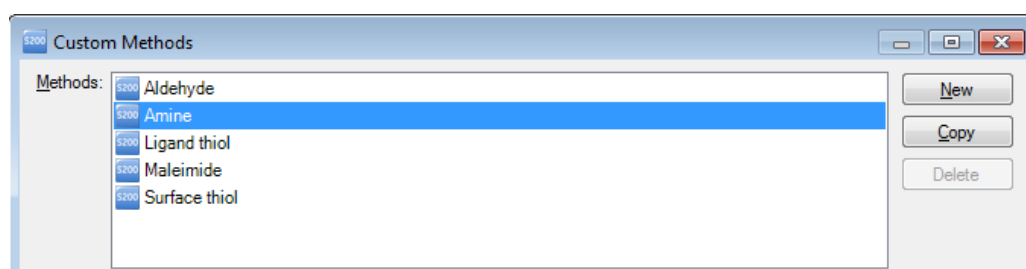 S200 Custom Methods
Methods:
S200 Aldehyde
New
S200 Amine
S200 Ligand thiol
Copy
S200 Maleimide
Delete
S200 Surface thiol